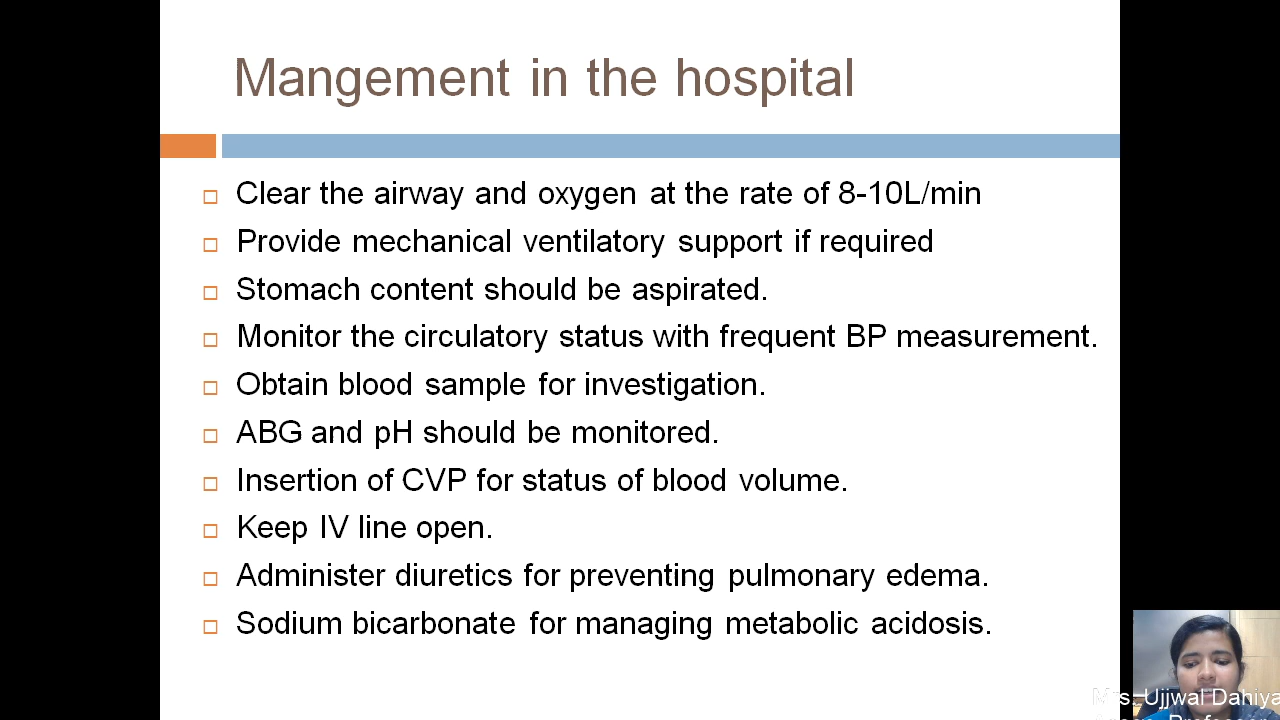 Mangement in the hospital
Clear the airway and oxygen at the rate of 8-10L/min
Provide mechanical ventilatory support if required
Stomach content should be aspirated.
Monitor the circulatory status with frequent BP measurement.
Obtain blood sample for investigation.
ABG and pH should be monitored.
Insertion of CVP for status of blood volume.
Keep IV line open.
Administer diuretics for preventing pulmonary edema.
Sodium bicarbonate for managing metabolic acidosis.
Mrs. Ujjwal Dahiya